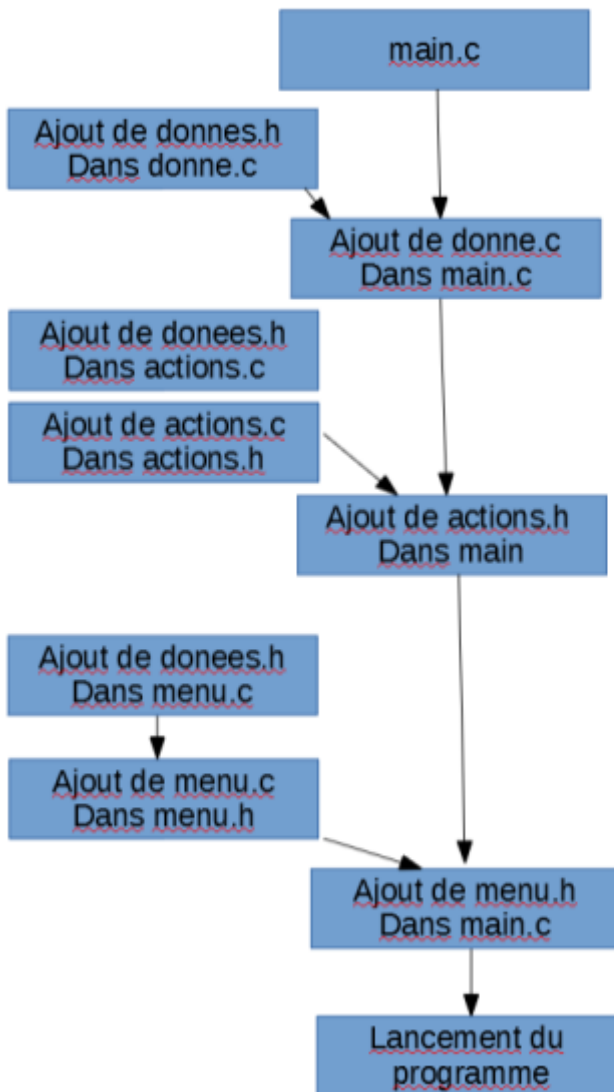 main.c
Ajout de donnes.h
Dans donne.c
Ajout de donne.c
Dans main.c
Ajout de donees.h
Dans actions.c
Ajout de actions.c
Dans actions.h
Ajout de actions.h
Dans main
Ajout de donees.h
Dans menu.c
Ajout de menu.c
Dans menu.h
Ajout de menu.h
Dans main.c
Lancement du
programme